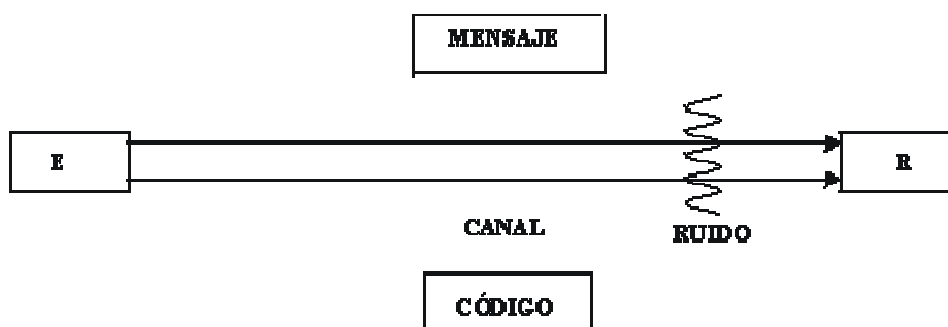 MENSAJE
E
R
CANAL
RUIDO
CÓDIGO